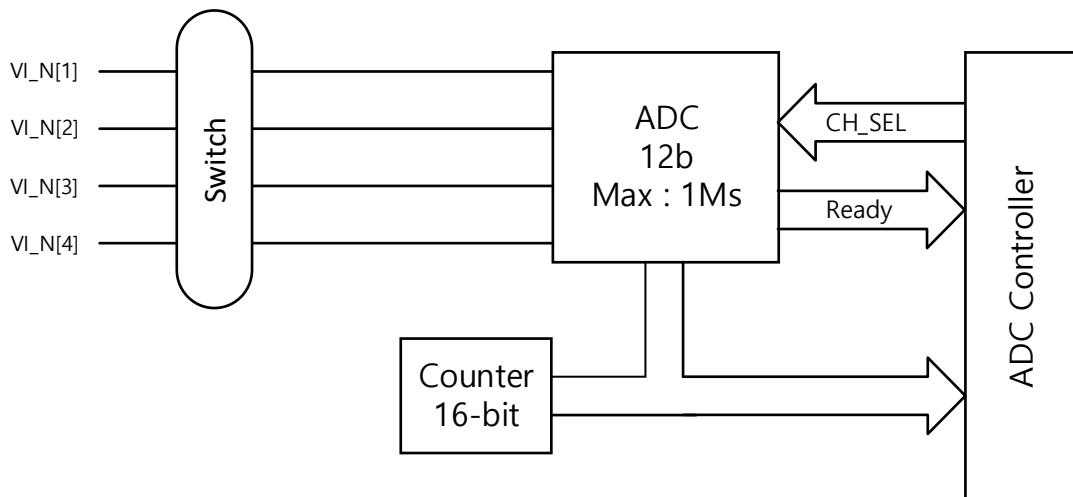 VI_N[1]
VI_N[2]
VI_N[3]
VI_N[4]
Switch
ADC
12b
Max : 1Ms
CH_SEL
Ready
ADC Controller
Counter
16-bit